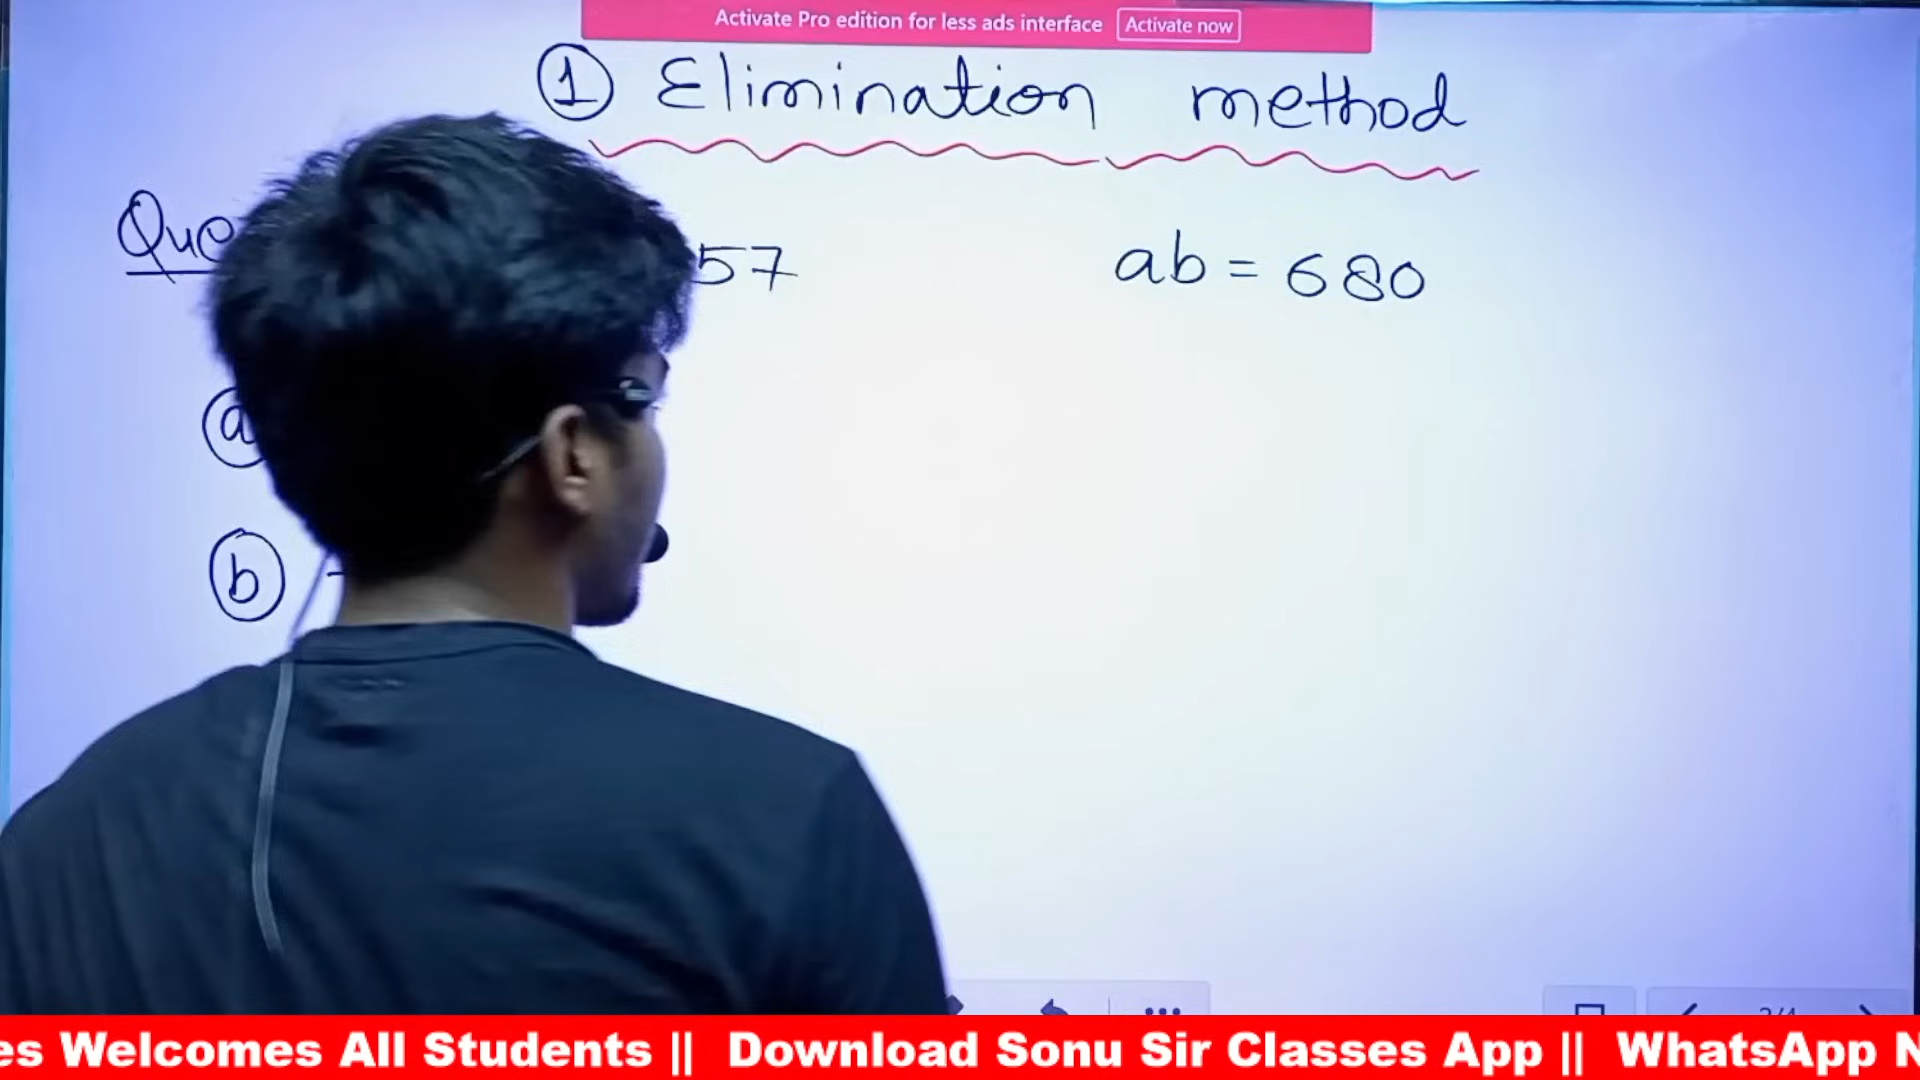 Activate Pro edition for less ads interface Activate now
① Elimination method
57 ab = 680
ⓐ
ⓑ
es Welcomes All Students || Download Sonu Sir Classes App || WhatsApp N